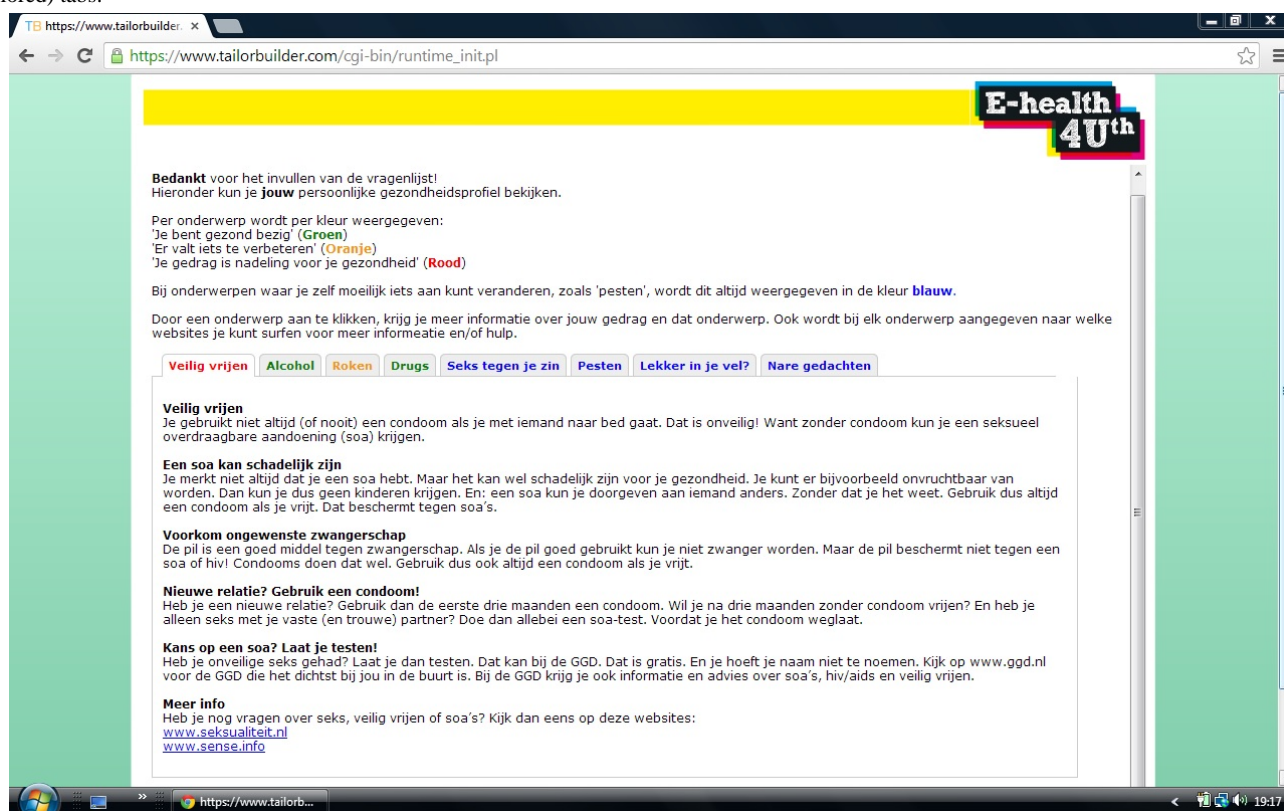 ored) tabs.
TB https://www.tailorbuilder. ×
https://www.tailorbuilder.com/cgi-bin/runtime_init.pl
E-health
4Uth
Bedankt voor het invullen van de vragenlijst!
Hieronder kun je jouw persoonlijke gezondheidsprofiel bekijken.
Per onderwerp wordt per kleur weergegeven:
'Je bent gezond bezig' (Groen)
'Er valt iets te verbeteren' (Oranje)
'Je gedrag is nadeling voor je gezondheid' (Rood)
Bij onderwerpen waar je zelf moeilijk iets aan kunt veranderen, zoals 'pesten', wordt dit altijd weergegeven in de kleur blauw.
Door een onderwerp aan te klikken, krijg je meer informatie over jouw gedrag en dat onderwerp. Ook wordt bij elk onderwerp aangegeven naar welke
websites je kunt surfen voor meer informeatie en/of hulp.
Veilig vrijen Alcohol Roken Drugs Seks tegen je zin Pesten Lekker in je vel? Nare gedachten
Veilig vrijen
Je gebruikt niet altijd (of nooit) een condoom als je met iemand naar bed gaat. Dat is onveilig! Want zonder condoom kun je een seksueel
overdraagbare aandoening (soa) krijgen.
Een soa kan schadelijk zijn
Je merkt niet altijd dat je een soa hebt. Maar het kan wel schadelijk zijn voor je gezondheid. Je kunt er bijvoorbeeld onvruchtbaar van
worden. Dan kun je dus geen kinderen krijgen. En: een soa kun je doorgeven aan iemand anders. Zonder dat je het weet. Gebruik dus altijd
een condoom als je vrijt. Dat beschermt tegen soa's.
Voorkom ongewenste zwangerschap
De pil is een goed middel tegen zwangerschap. Als je de pil goed gebruikt kun je niet zwanger worden. Maar de pil beschermt niet tegen een
soa of hiv! Condooms doen dat wel. Gebruik dus ook altijd een condoom als je vrijt.
Nieuwe relatie? Gebruik een condoom!
Heb je een nieuwe relatie? Gebruik dan de eerste drie maanden een condoom. Wil je na drie maanden zonder condoom vrijen? En heb je
alleen seks met je vaste (en trouwe) partner? Doe dan allebei een soa-test. Voordat je het condoom weglaat.
Kans op een soa? Laat je testen!
Heb je onveilige seks gehad? Laat je dan testen. Dat kan bij de GGD. Dat is gratis. En je hoeft je naam niet te noemen. Kijk op www.ggd.nl
voor de GGD die het dichtst bij jou in de buurt is. Bij de GGD krijg je ook informatie en advies over soa's, hiv/aids en veilig vrijen.
Meer info
Heb je nog vragen over seks, veilig vrijen of soa's? Kijk dan eens op deze websites:
www.seksualiteit.nl
www.sense.info
https://www.tailorb...
19:17